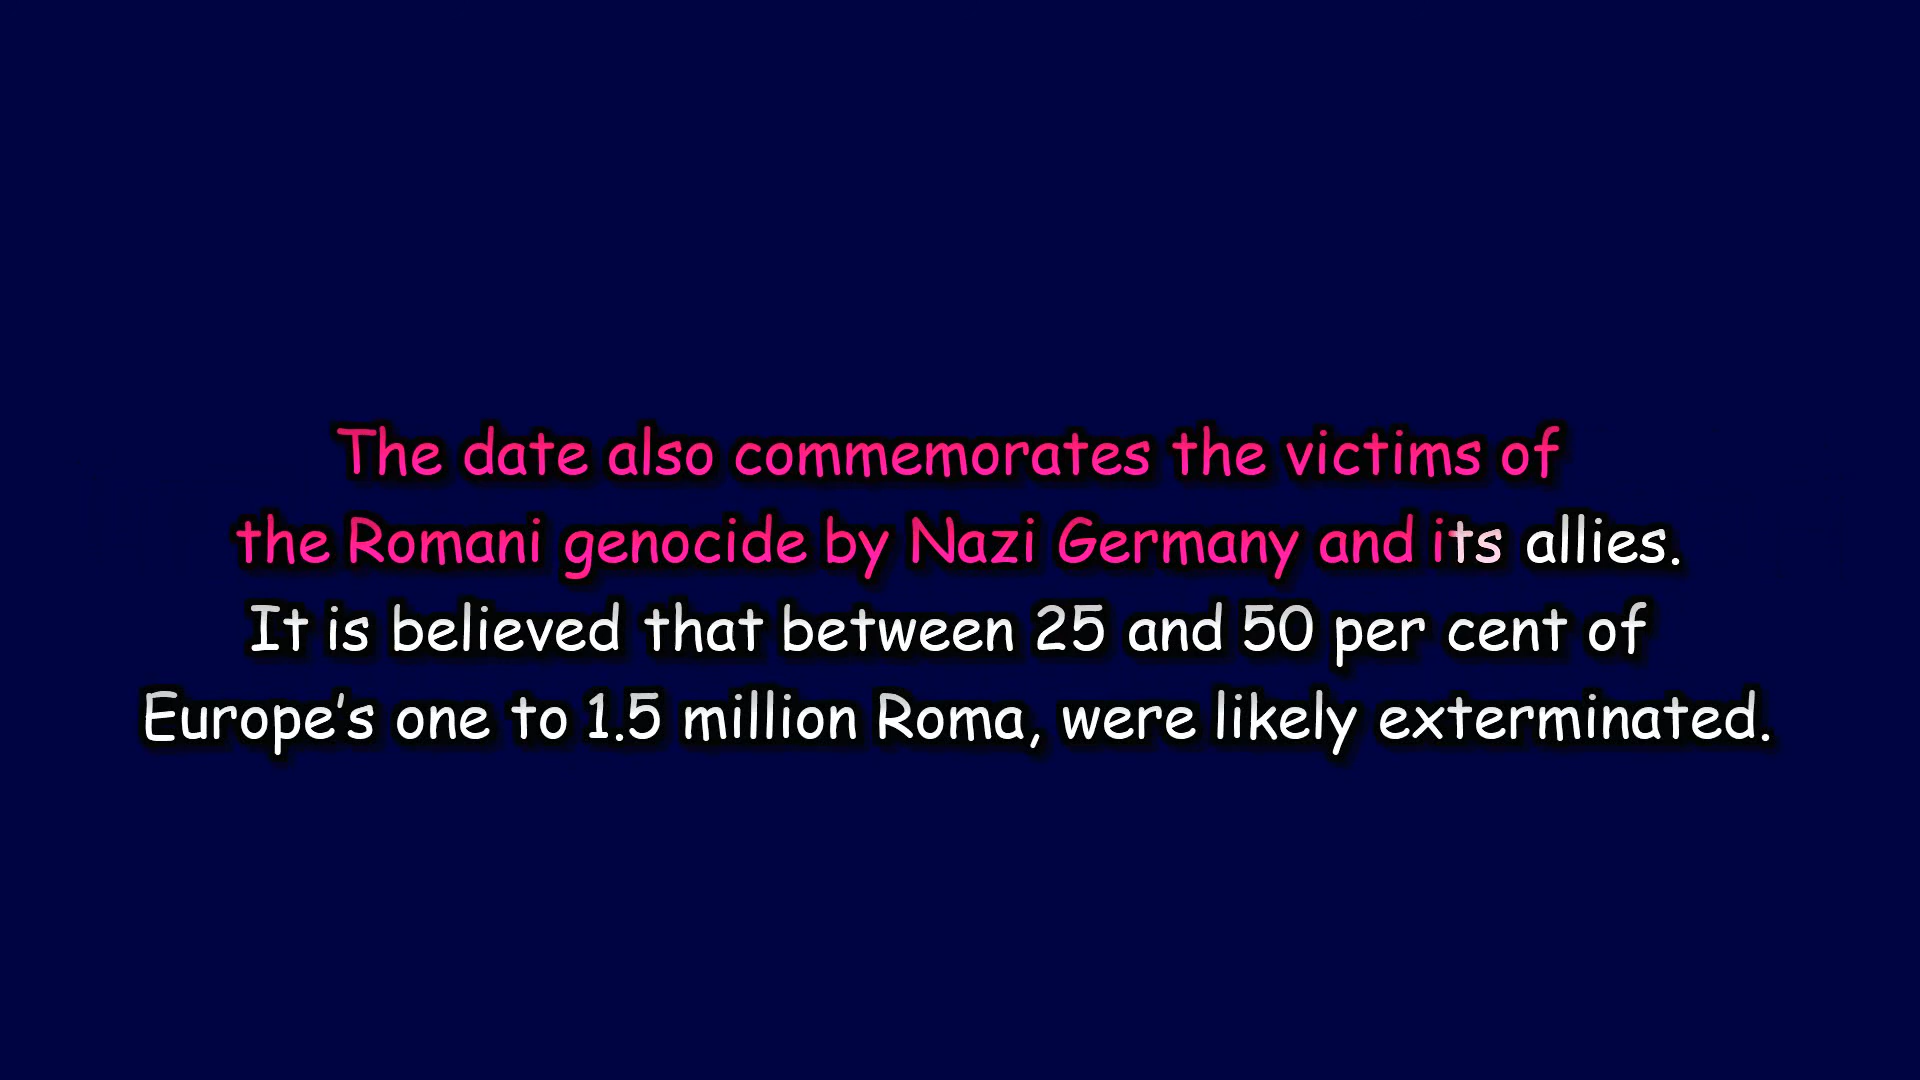 The date also commemorates the victims of
the Romani genocide by Nazi Germany and its allies.
It is believed that between 25 and 50 per cent of
Europe’s one to 1.5 million Roma, were likely exterminated.